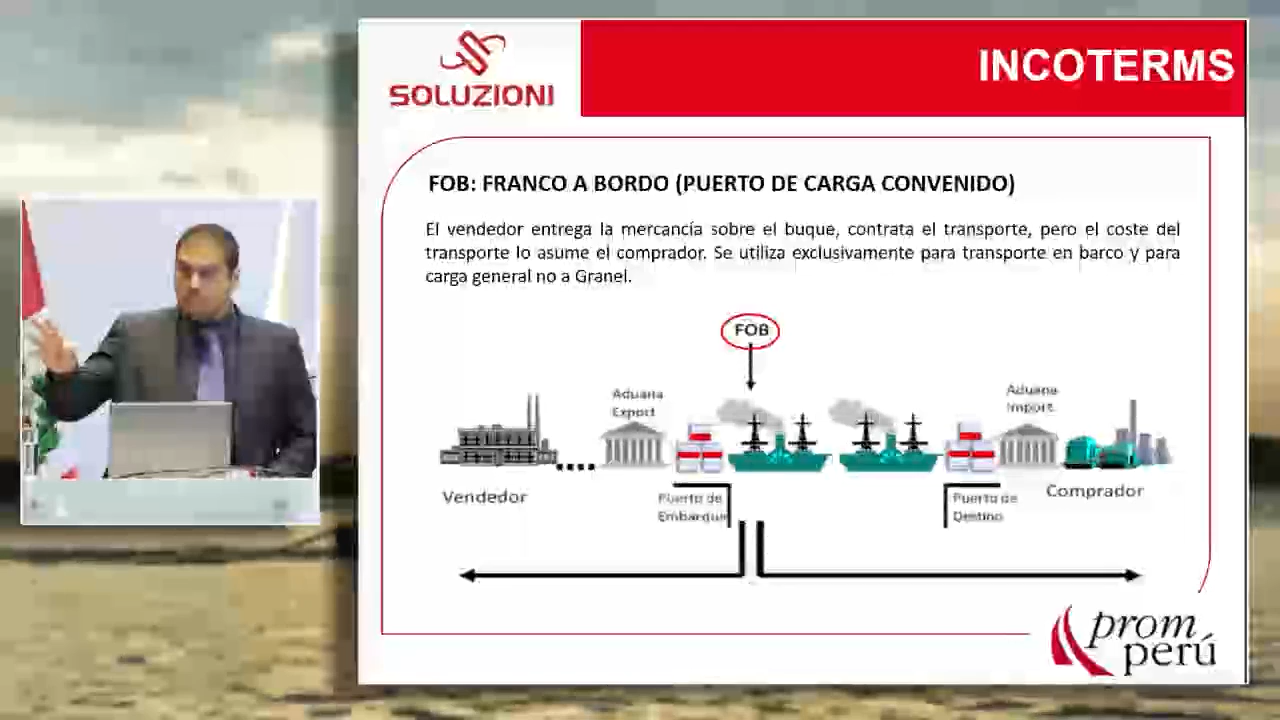 SOLUZIONI
INCOTERMS
FOB: FRANCO A BORDO (PUERTO DE CARGA CONVENIDO)
El vendedor entrega la mercancía sobre el buque, contrata el transporte, pero el coste del
transporte lo asume el comprador. Se utiliza exclusivamente para transporte en barco y para
carga general no a Granel.
FOB
Aduana
Export
Aduana
Import.
Vendedor
Puerto de
Embarque
Puerto de
Destino
Comprador
prom
perú